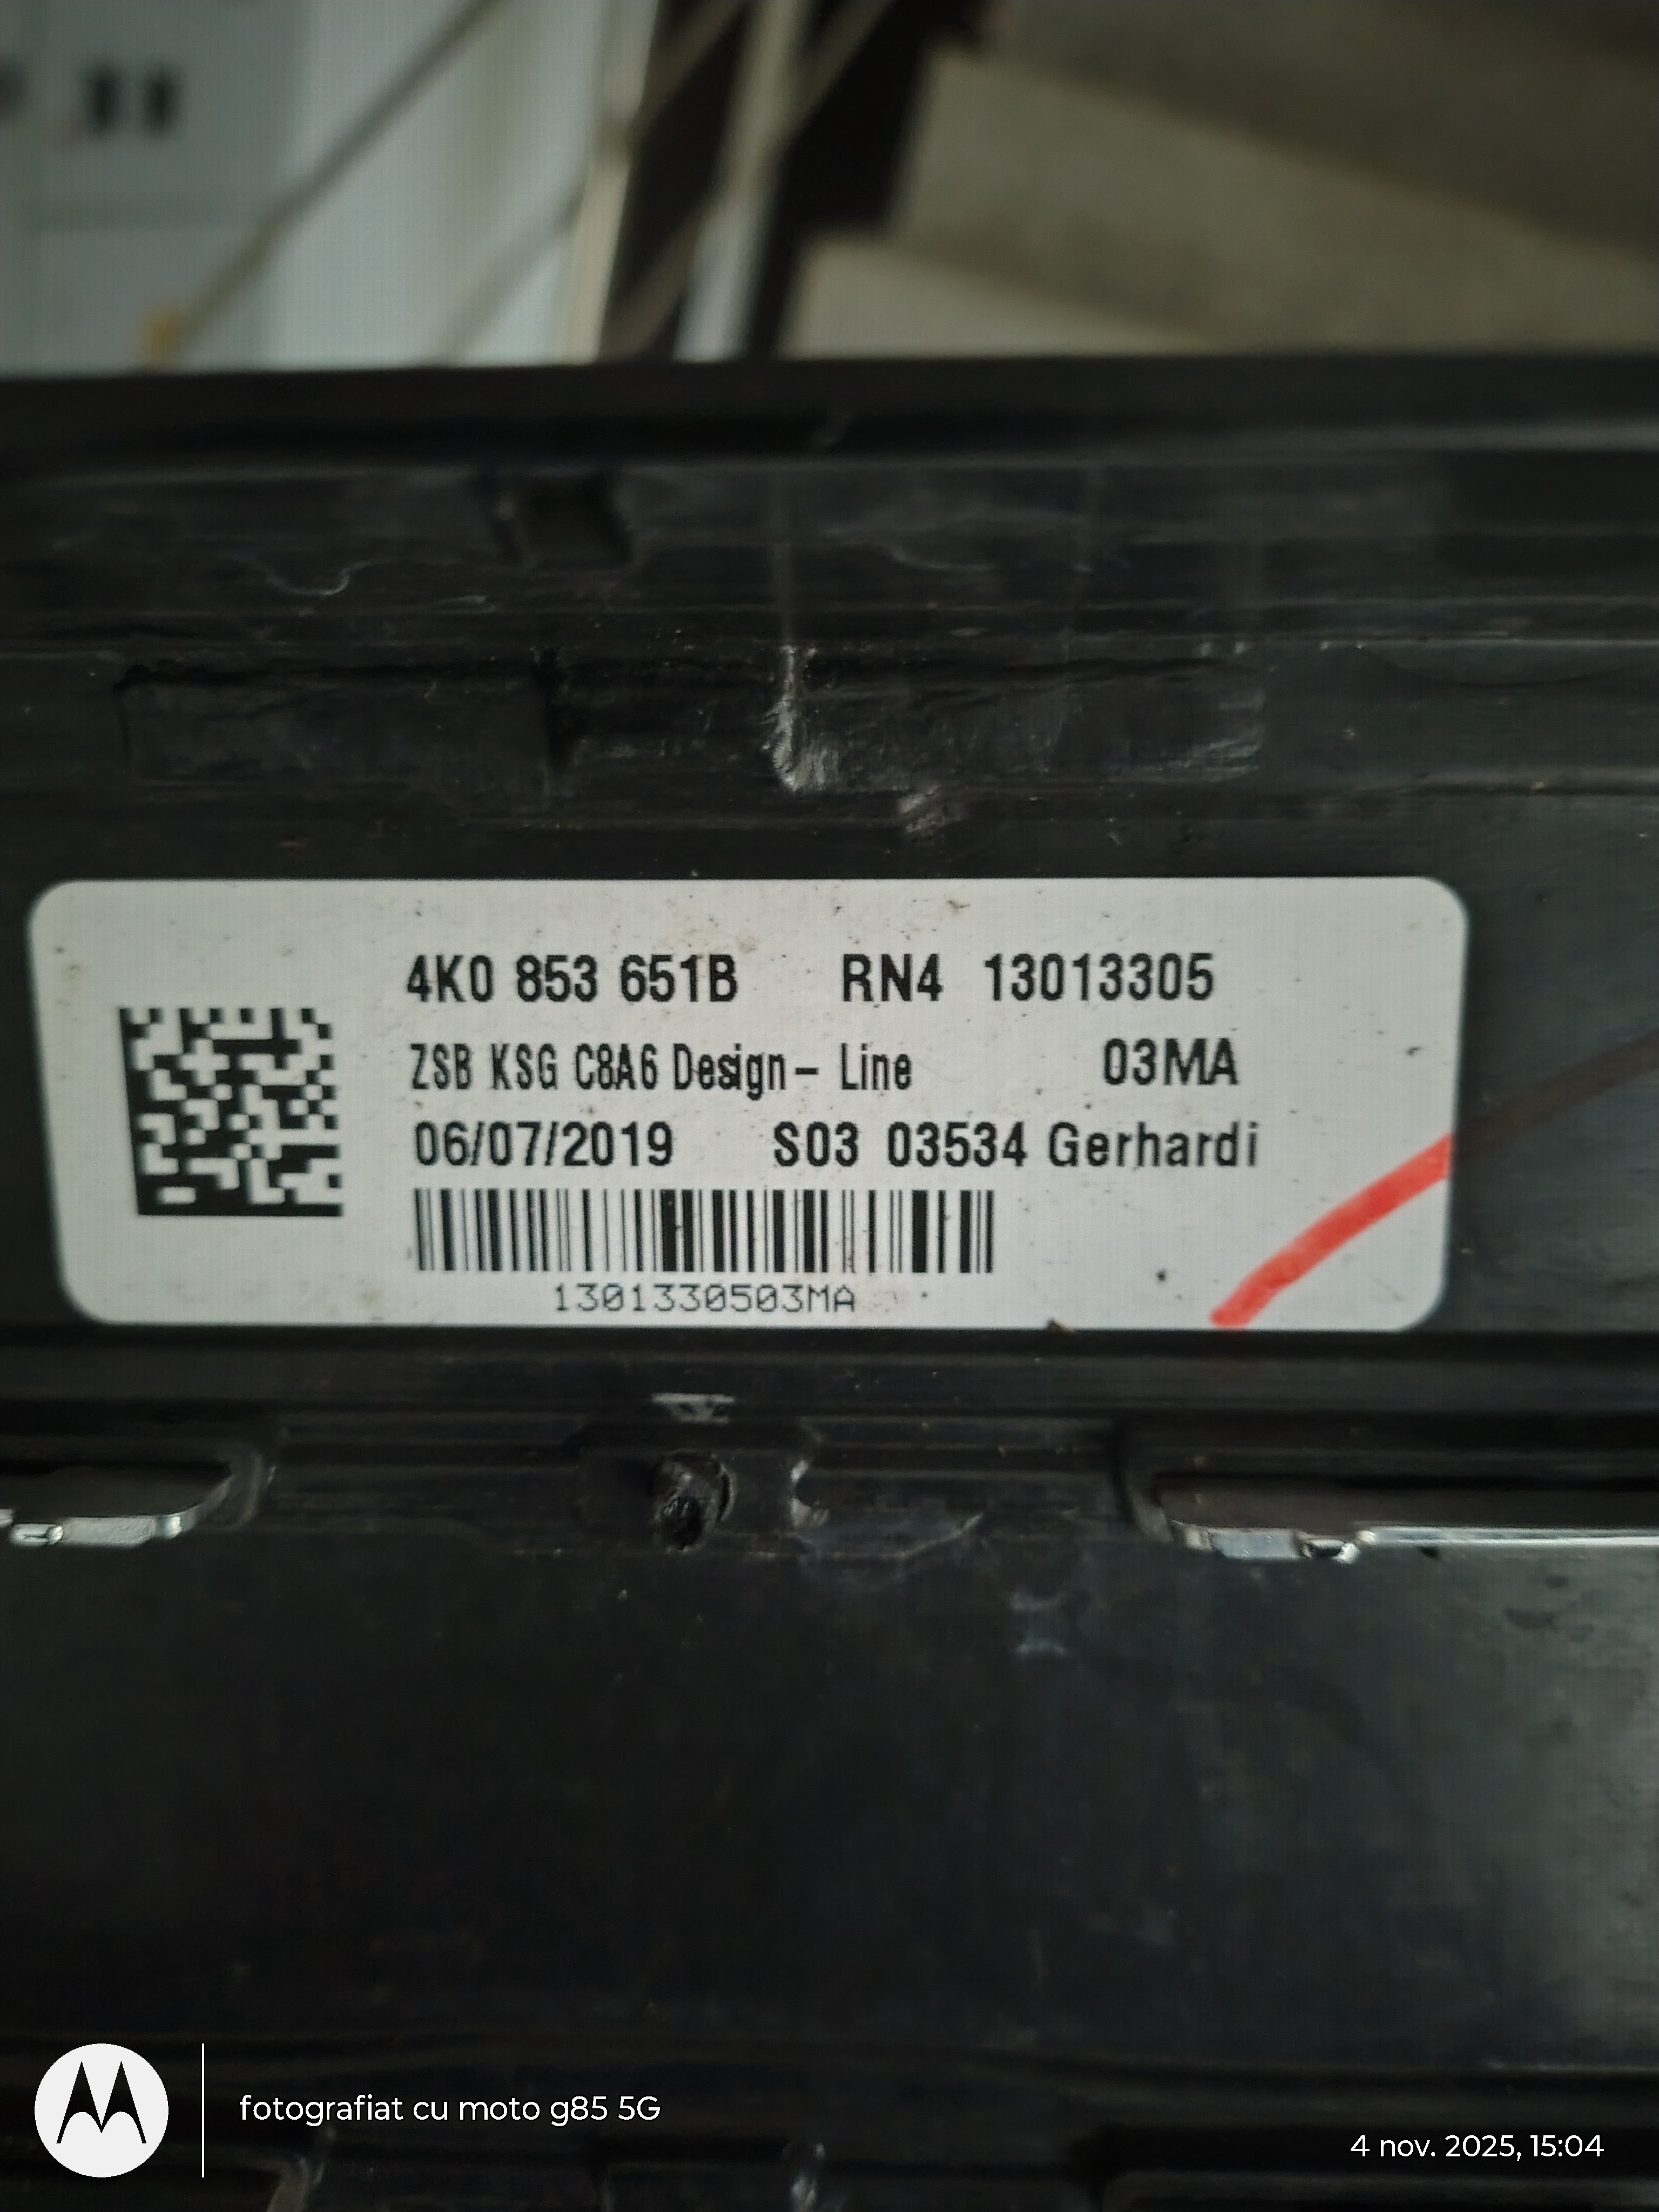 4K0 853 651B RN4 13013305
ZSB KSG C8A6 Design- Line 03MA
06/07/2019 S03 03534 Gerhardi
1301330503MA
fotografiat cu moto g85 5G
4 nov. 2025, 15:04